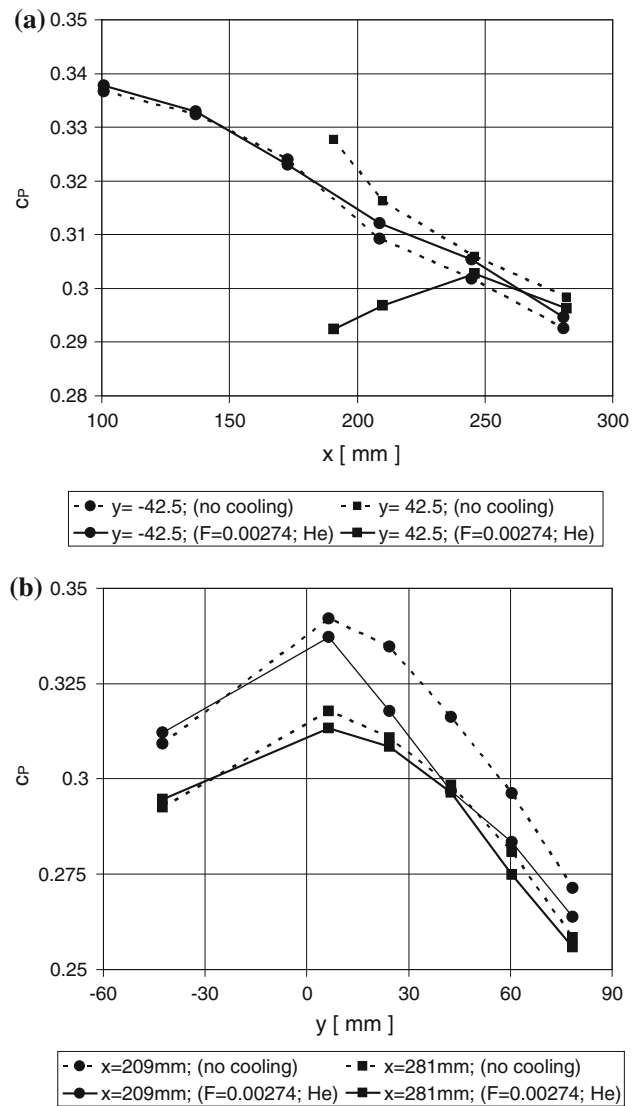 (a)
0.35
0.34
0.33
0.32
0.31
0.3
0.29
0.28
cP
100 150 200 250 300
x [ mm ]
y= -42.5; (no cooling) y= 42.5; (no cooling)
y= -42.5; (F=0.00274; He) y= 42.5; (F=0.00274; He)
(b)
0.35
0.325
0.3
0.275
0.25
cP
-60 -30 0 30 60 90
y [ mm ]
x=209mm; (no cooling) x=281mm; (no cooling)
x=209mm; (F=0.00274; He) x=281mm; (F=0.00274; He)